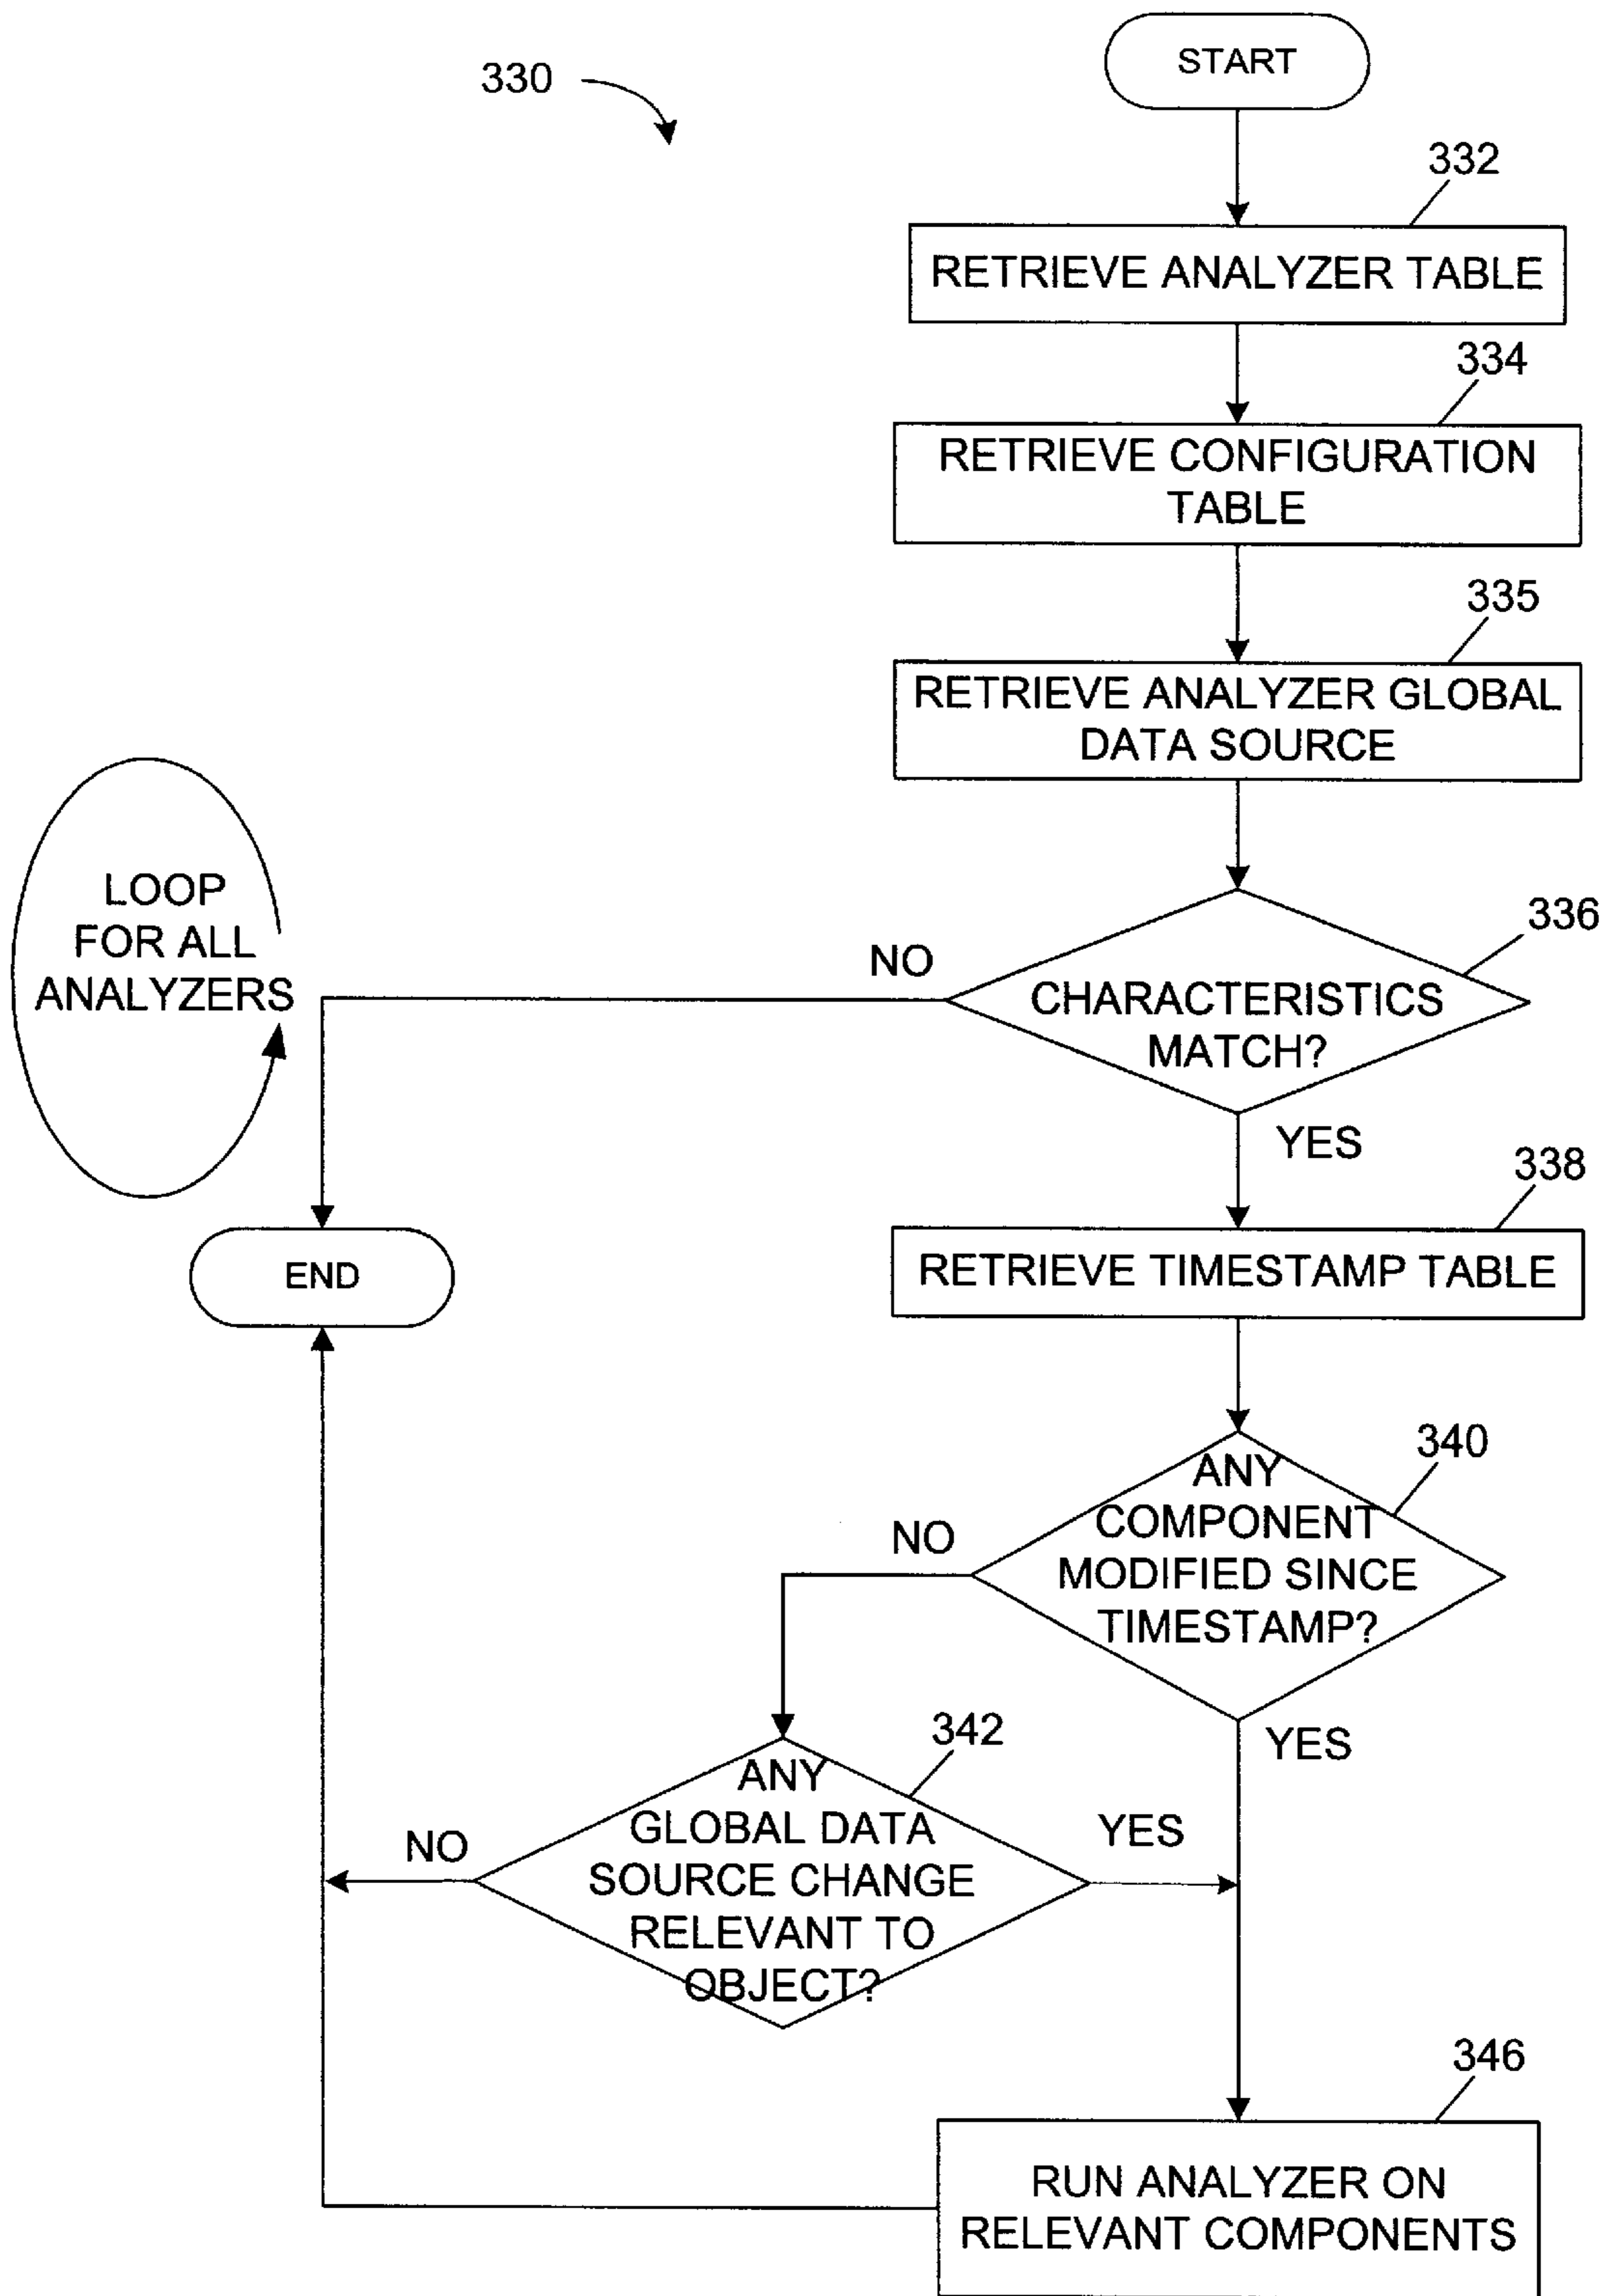 START
330
332
RETRIEVE ANALYZER TABLE
334
RETRIEVE CONFIGURATION
TABLE
335
RETRIEVE ANALYZER GLOBAL
DATA SOURCE
LOOP
FOR ALL
ANALYZERS
336
NO
CHARACTERISTICS
MATCH?
YES
338
END
RETRIEVE TIMESTAMP TABLE
340
ANY
COMPONENT
MODIFIED SINCE
TIMESTAMP?
NO
YES
342
ANY
GLOBAL DATA
SOURCE CHANGE
RELEVANT TO
OBJECT?
NO
YES
346
RUN ANALYZER ON
RELEVANT COMPONENTS